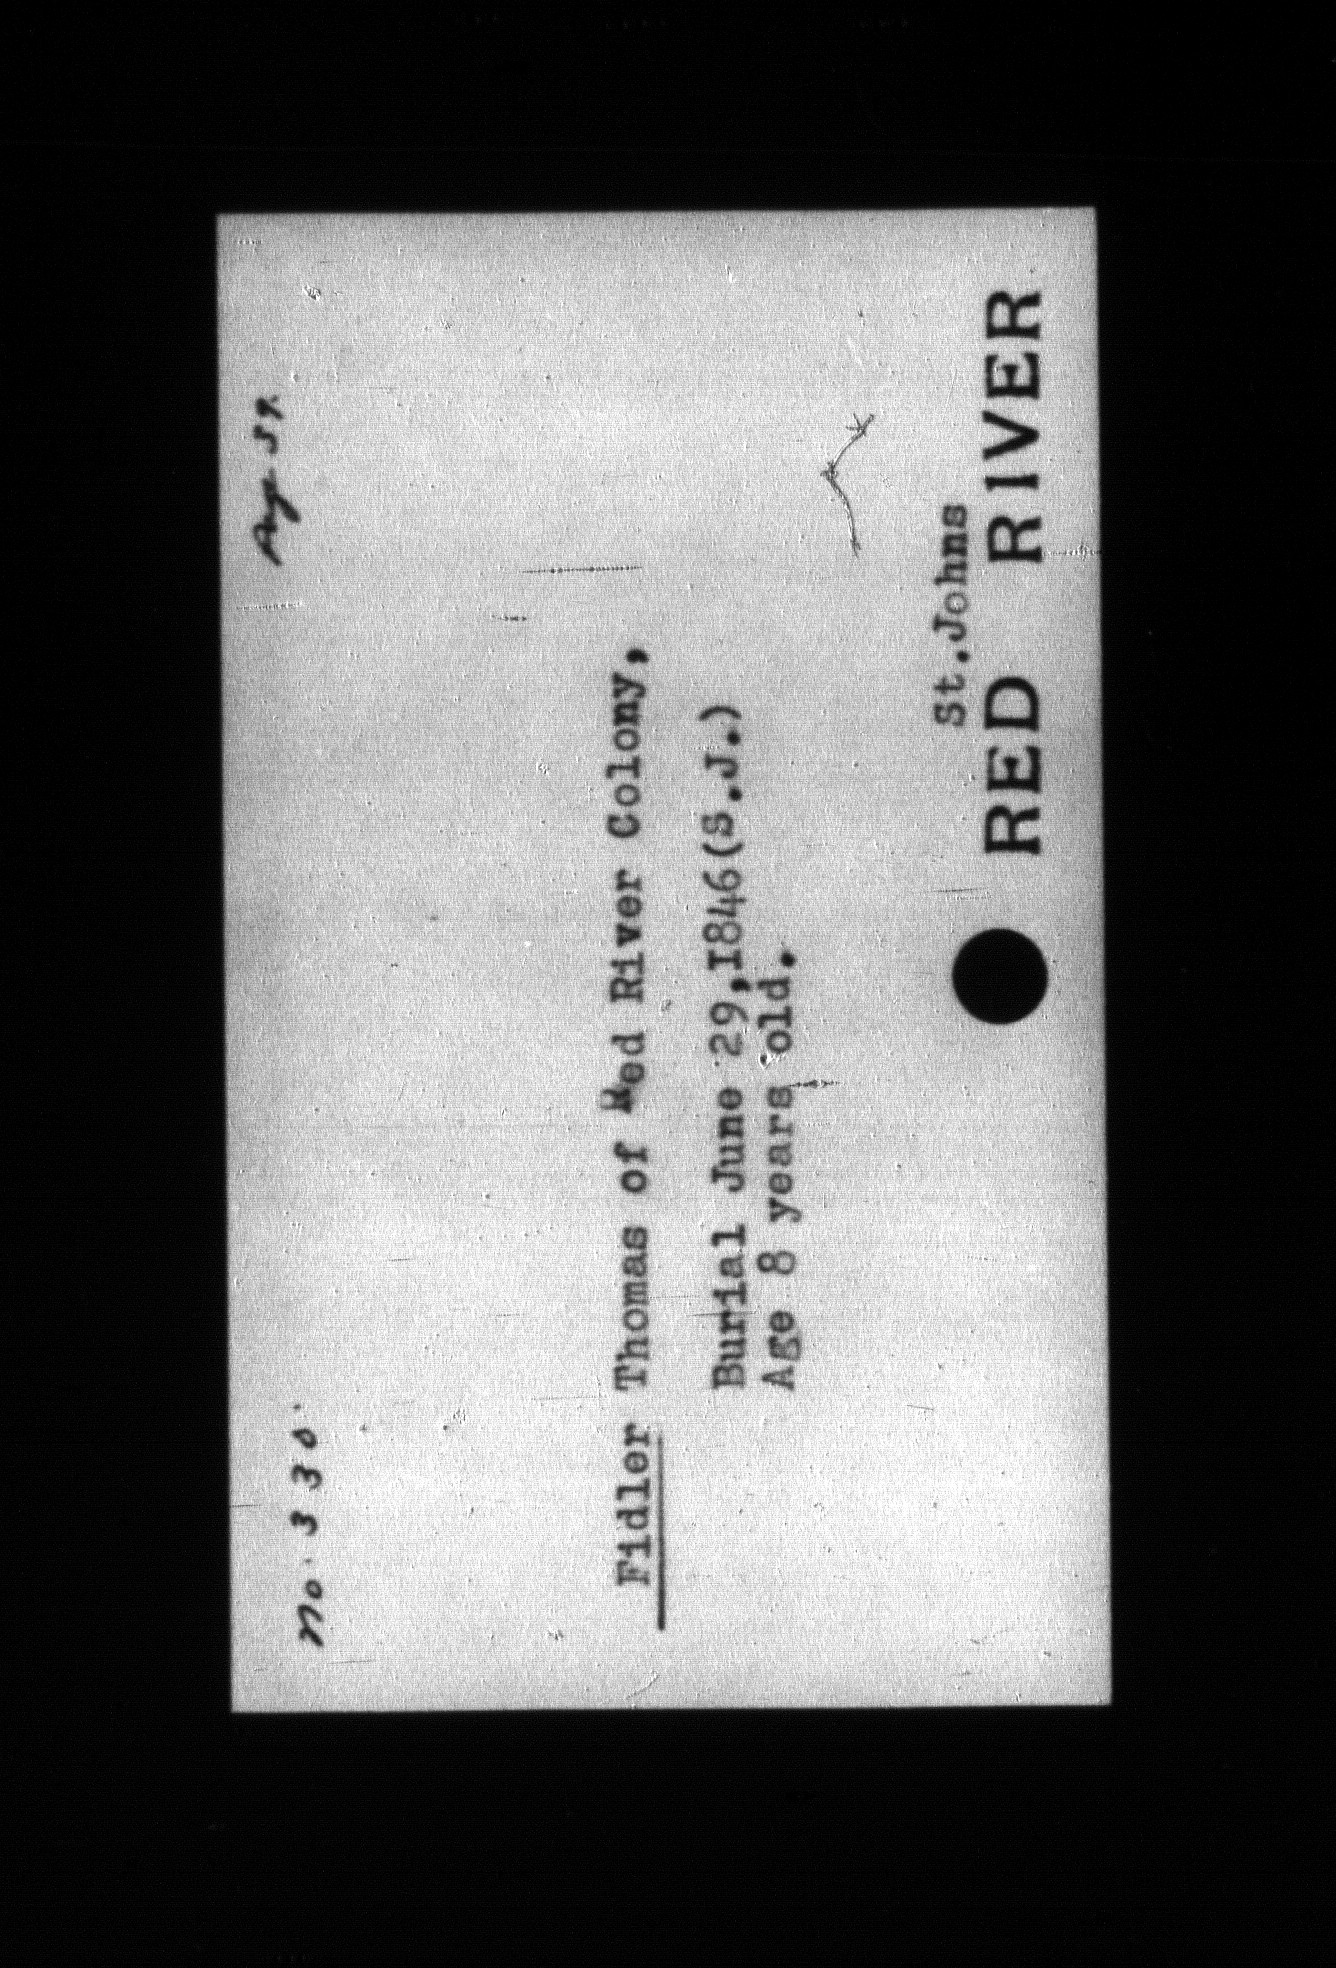 Page 39.
No. 330.
Fidler Thomas of Red River Colony,
Burial June 29,1846(S.J.)
Age 8 years old.
St.Johns
RED RIVER